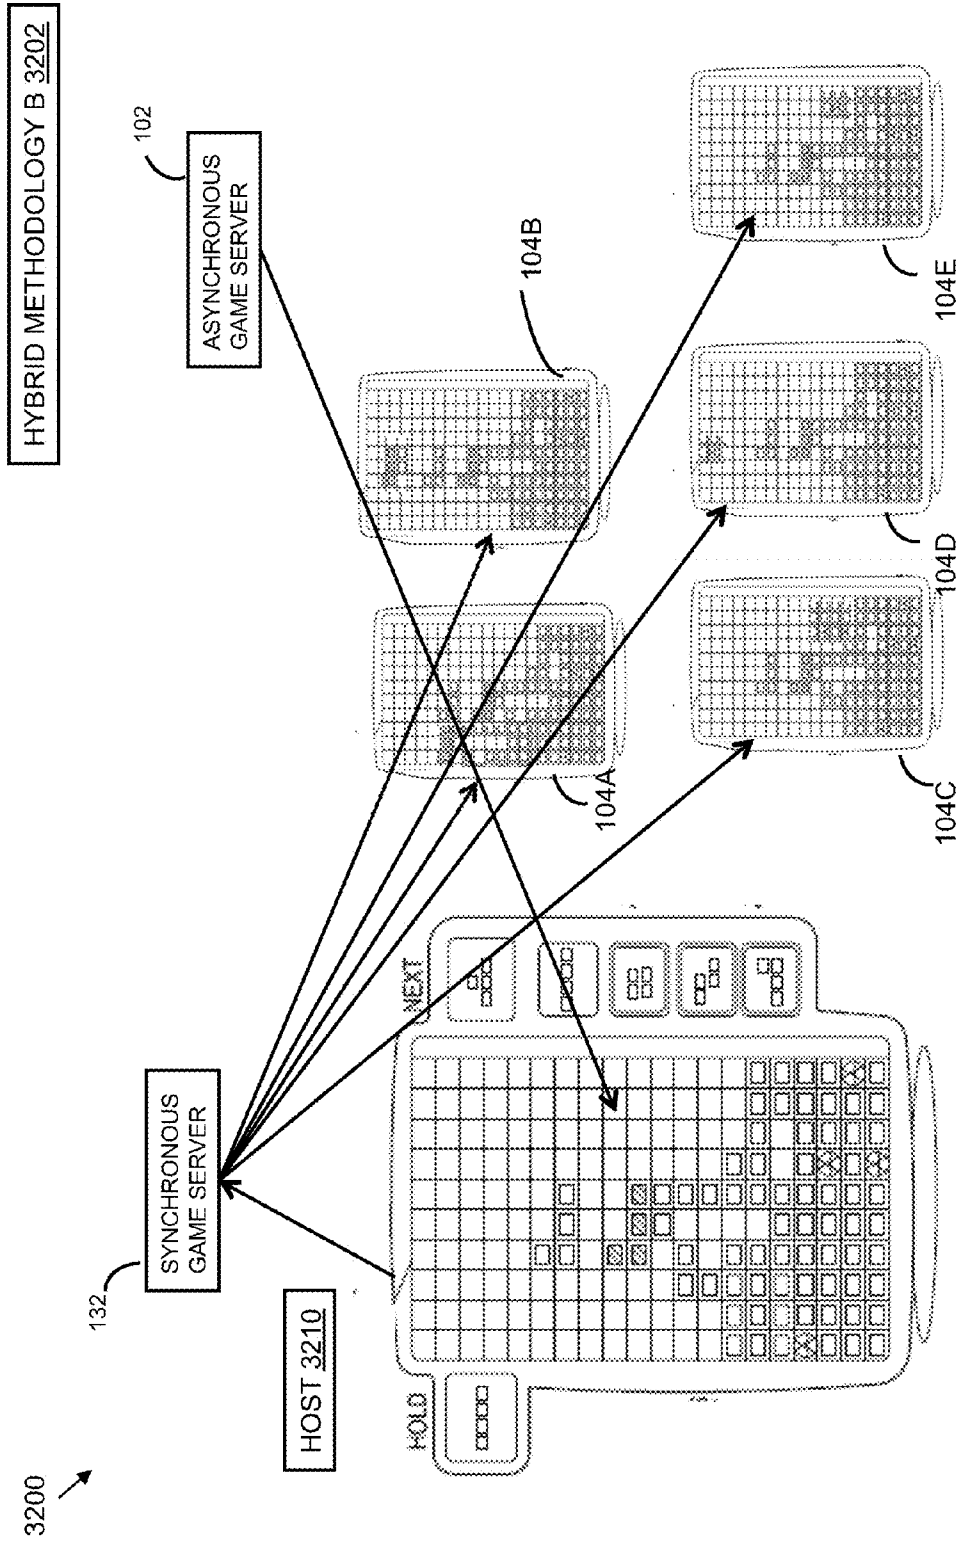 HYBRID METHODOLOGY B 3202
3200
132
SYNCHRONOUS
GAME SERVER
102
ASYNCHRONOUS
GAME SERVER
HOST 3210
HOLD
NEXT
104A
104B
104C
104D
104E